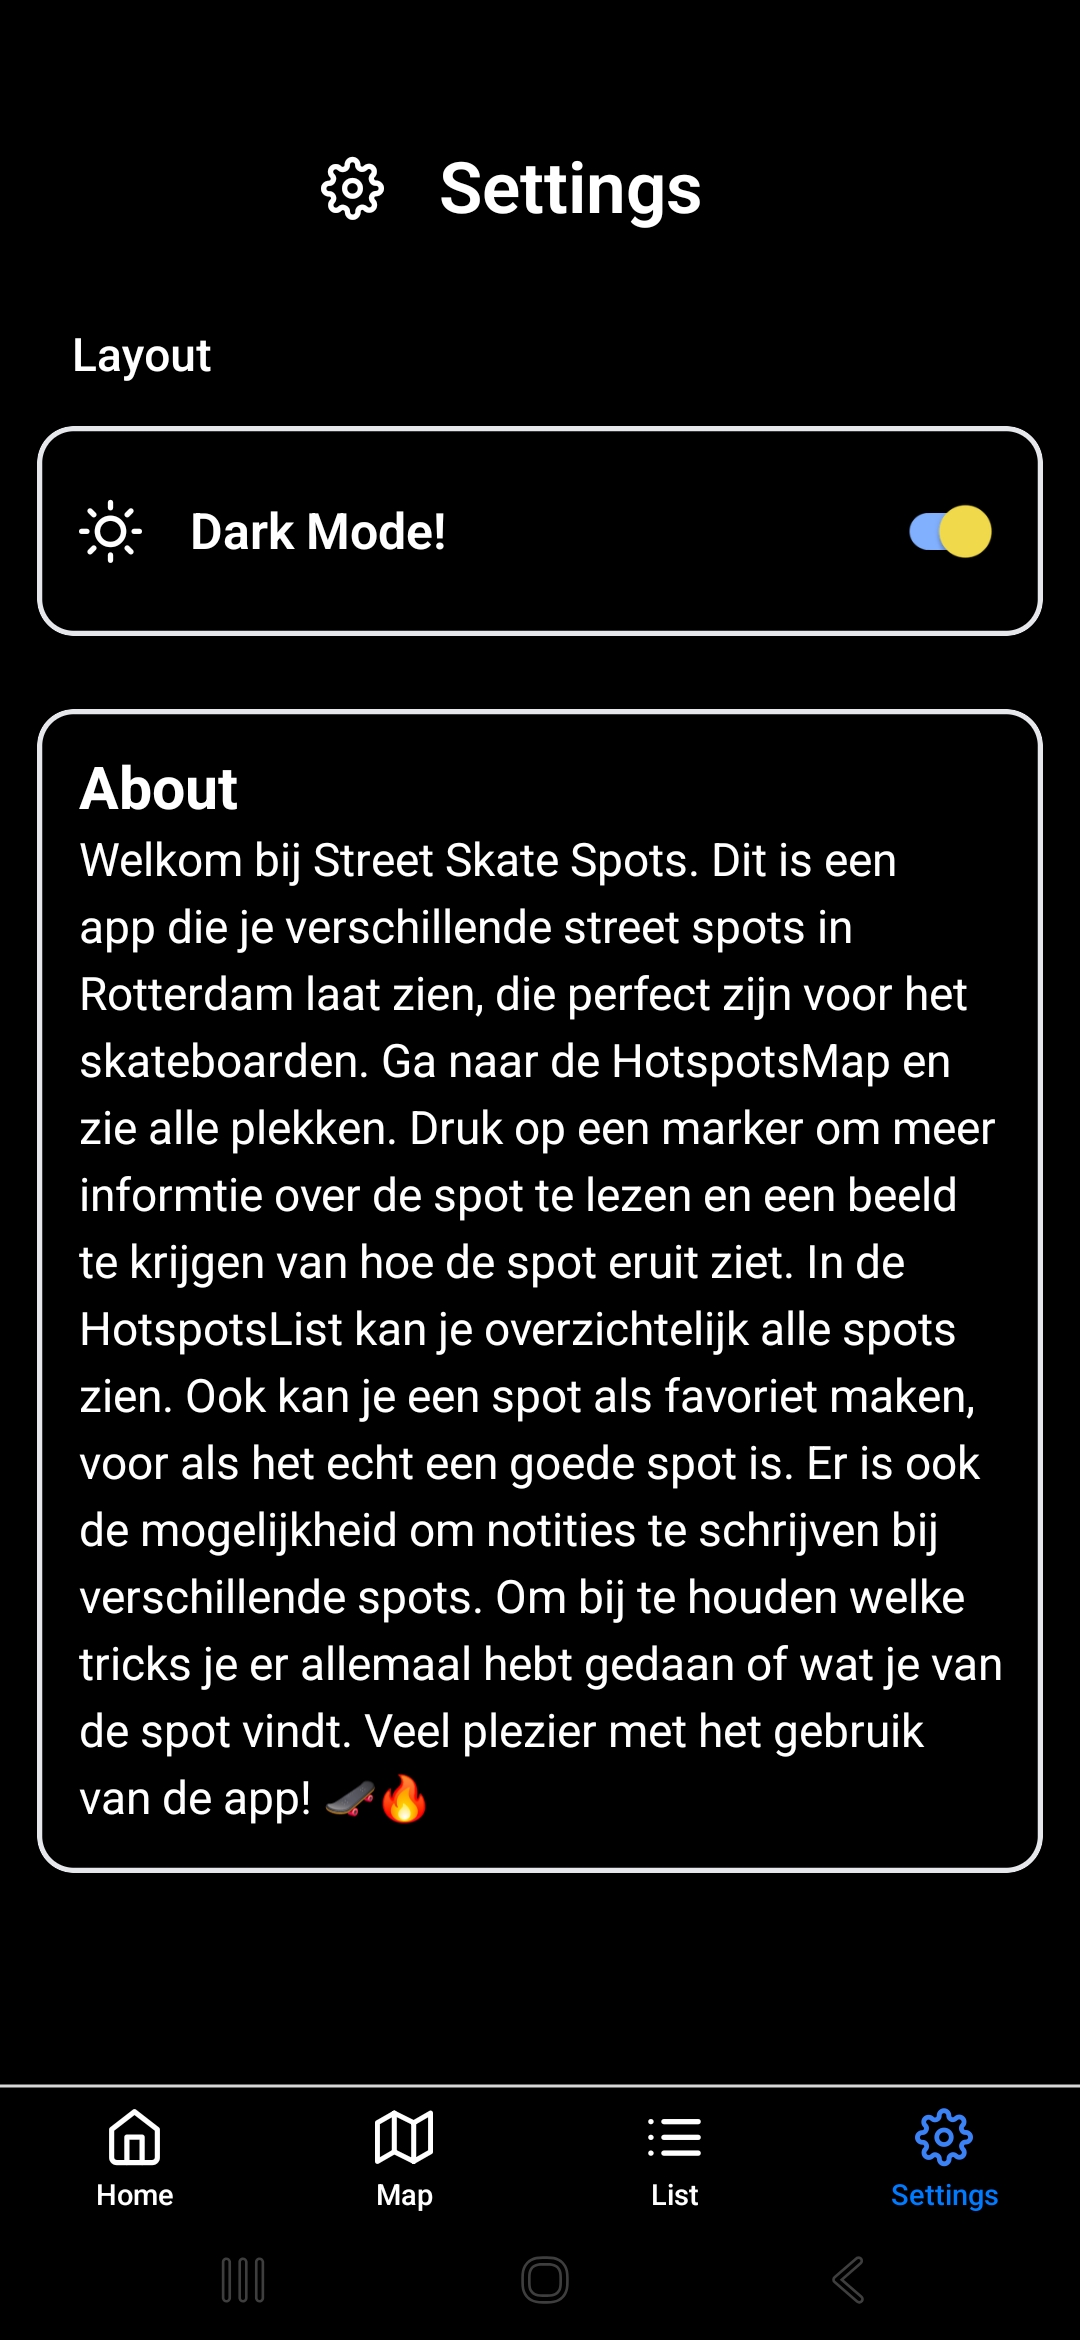 Settings
Layout
Dark Mode!
About
Welkom bij Street Skate Spots. Dit is een
app die je verschillende street spots in
Rotterdam laat zien, die perfect zijn voor het
skateboarden. Ga naar de HotspotsMap en
zie alle plekken. Druk op een marker om meer
informtie over de spot te lezen en een beeld
te krijgen van hoe de spot eruit ziet. In de
HotspotsList kan je overzichtelijk alle spots
zien. Ook kan je een spot als favoriet maken,
voor als het echt een goede spot is. Er is ook
de mogelijkheid om notities te schrijven bij
verschillende spots. Om bij te houden welke
tricks je er allemaal hebt gedaan of wat je van
de spot vindt. Veel plezier met het gebruik
van de app! 🛹🔥
Home
Map
List
Settings